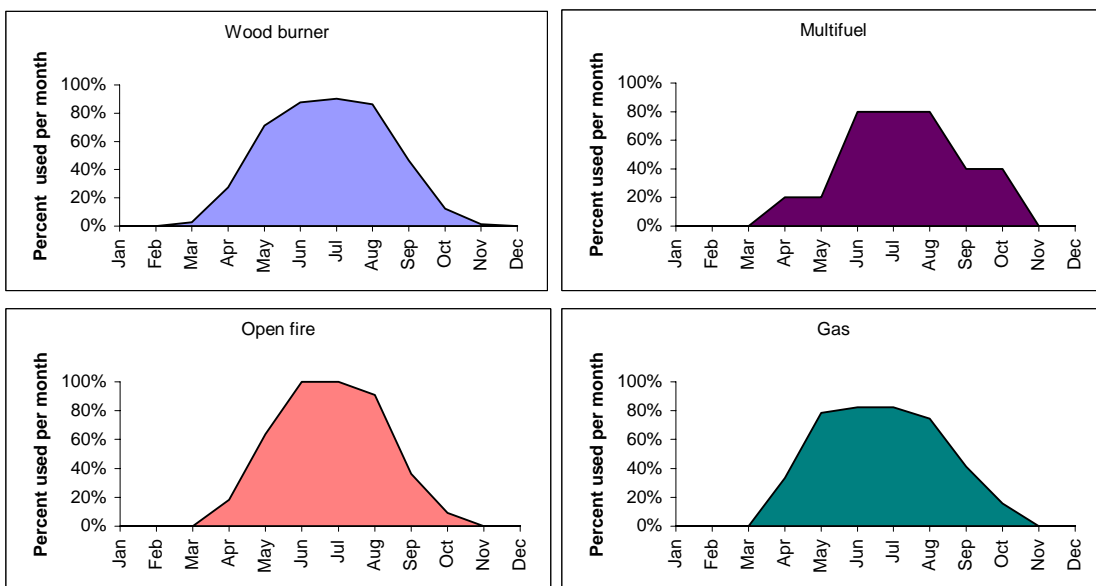 Wood burner
Percent used per month
100%
80%
60%
40%
20%
0%
Jan Feb Mar Apr May Jun Jul Aug Sep Oct Nov Dec
Multifuel
Percent used per month
100%
80%
60%
40%
20%
0%
Jan Feb Mar Apr May Jun Jul Aug Sep Oct Nov Dec
Open fire
Percent used per month
100%
80%
60%
40%
20%
0%
Jan Feb Mar Apr May Jun Jul Aug Sep Oct Nov Dec
Gas
Percent used per month
100%
80%
60%
40%
20%
0%
Jan Feb Mar Apr May Jun Jul Aug Sep Oct Nov Dec